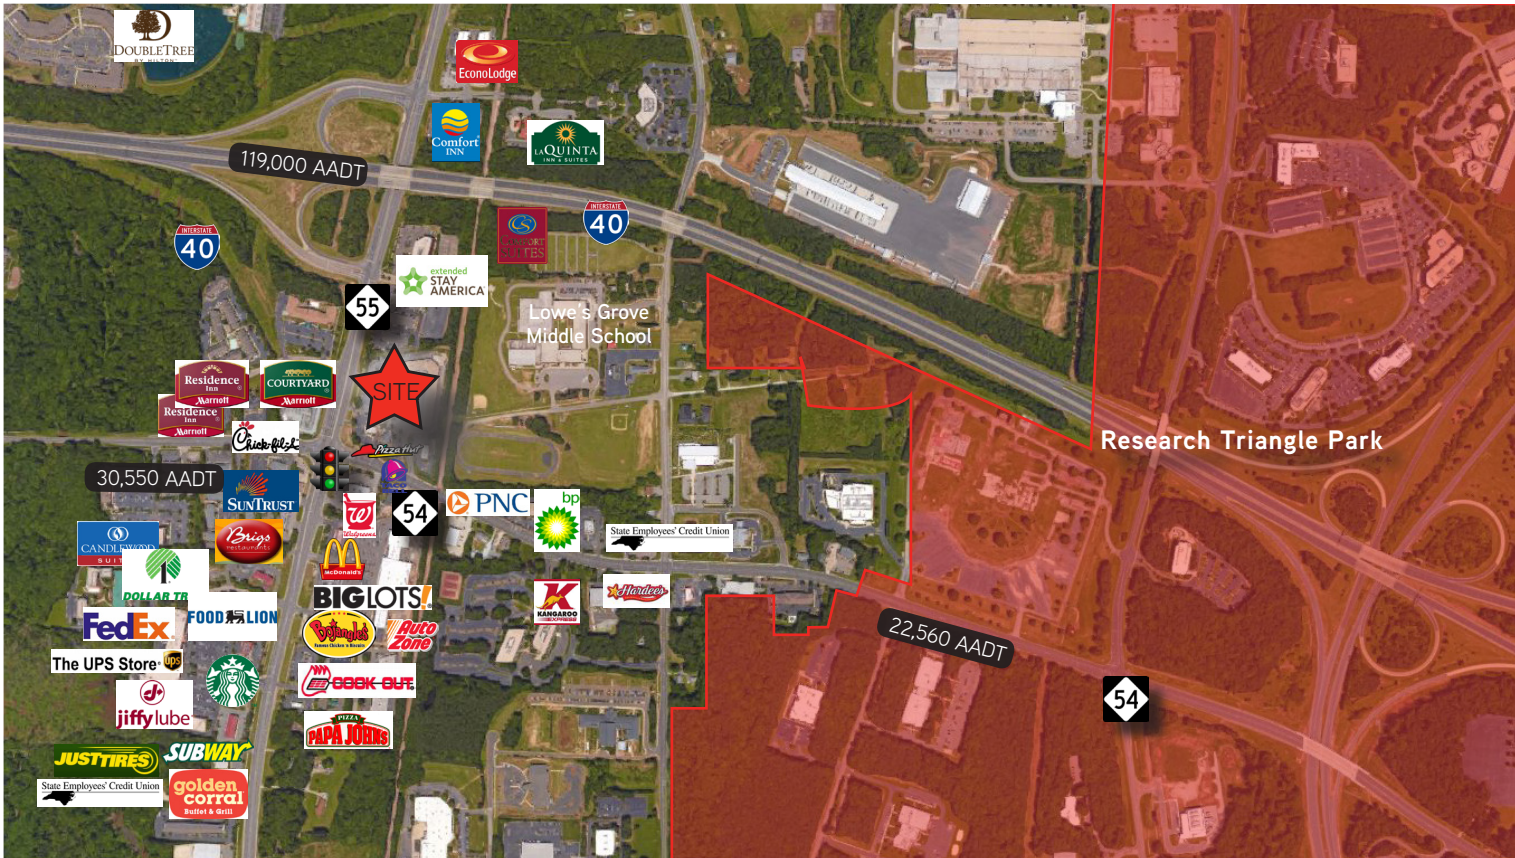 DOUBLETREE
BY HILTON
EconoLodge
Comfort
INN
LAQUINTA
INN & SUITES
119,000 AADT
INTERSTATE
40
INTERSTATE
40
COMFORT
SUITES
extended
STAY
AMERICA
55
Lowe's Grove
Middle School
Residence
Inn
Marriott
COURTYARD
Marriott
SITE
Residence
Inn
Marriott
Chick-fil-A
Pizza Hut
Research Triangle Park
30,550 AADT
SUNTRUST
Walgreens
54
PNC
bp
State Employees' Credit Union
CANDLEWOOD
SUIT
Brigs
restaurants
McDonald's
DOLLAR TR
BIG LOTS!
KANGAROO
EXPRESS
Hardee's
FedEx
FOOD LION
Bojangles'
Famous Chicken 'n Biscuits
Auto
Zone
22,560 AADT
The UPS Store
ups
COOK OUT
54
jiffy lube
PIZZA
PAPA JOHNS
JUST TIRES
SUBWAY
State Employees' Credit Union
golden
corral
Buffet & Grill